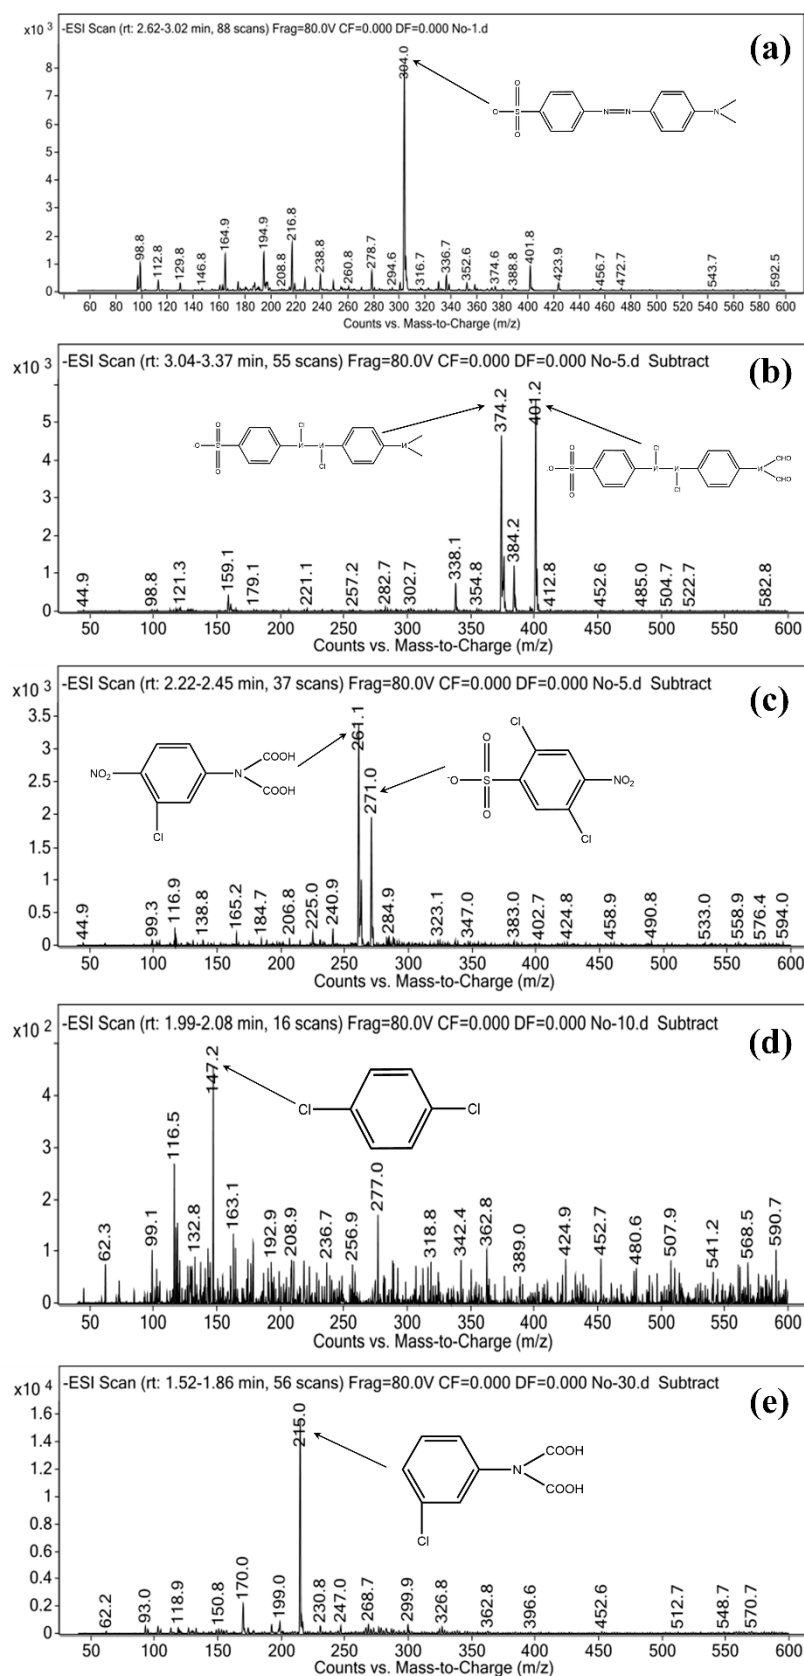 -ESI Scan (rt: 2.62-3.02 min, 88 scans) Frag=80.0V CF=0.000 DF=0.000 No-1.d
(a)
x10 3
8
6
4
2
0
98.8 112.8 129.8 146.8 164.9 194.9 208.8 216.8 238.8 260.8 278.7 294.6 304.0 316.7 336.7 352.6 374.6 388.8 401.8 423.9 456.7 472.7 543.7 592.5
O S O O N N N
60 80 100 120 140 160 180 200 220 240 260 280 300 320 340 360 380 400 420 440 460 480 500 520 540 560 580 600
Counts vs. Mass-to-Charge (m/z)
-ESI Scan (rt: 3.04-3.37 min, 55 scans) Frag=80.0V CF=0.000 DF=0.000 No-5.d Subtract
(b)
x10 3
5
4
3
2
1
0
44.9 98.8 121.3 159.1 179.1 221.1 257.2 282.7 302.7 338.1 354.8 374.2 384.2 401.2 412.8 452.6 485.0 504.7 522.7 582.8
-O S O O Cl N N Cl N
-O S O O Cl N N Cl N CHO CHO
50 100 150 200 250 300 350 400 450 500 550 600
Counts vs. Mass-to-Charge (m/z)
-ESI Scan (rt: 2.22-2.45 min, 37 scans) Frag=80.0V CF=0.000 DF=0.000 No-5.d Subtract
(c)
x10 3
3.5
3
2.5
2
1.5
1
0.5
0
44.9 99.3 116.9 138.8 165.2 184.7 206.8 225.0 240.9 261.1 271.0 284.9 323.1 347.0 383.0 402.7 424.8 458.9 490.8 533.0 558.9 576.4 594.0
NO2 Cl N COOH COOH
-O S O O Cl NO2 Cl
50 100 150 200 250 300 350 400 450 500 550 600
Counts vs. Mass-to-Charge (m/z)
-ESI Scan (rt: 1.99-2.08 min, 16 scans) Frag=80.0V CF=0.000 DF=0.000 No-10.d Subtract
(d)
x10 2
4
3
2
1
0
62.3 99.1 116.5 132.8 147.2 163.1 192.9 208.9 236.7 256.9 277.0 318.8 342.4 362.8 389.0 424.9 452.7 480.6 507.9 541.2 568.5 590.7
Cl Cl
50 100 150 200 250 300 350 400 450 500 550 600
Counts vs. Mass-to-Charge (m/z)
-ESI Scan (rt: 1.52-1.86 min, 56 scans) Frag=80.0V CF=0.000 DF=0.000 No-30.d Subtract
(e)
x10 4
1.6
1.4
1.2
1
0.8
0.6
0.4
0.2
0
62.2 93.0 118.9 150.8 170.0 199.0 215.0 230.8 247.0 268.7 299.9 326.8 362.8 396.6 452.6 512.7 548.7 570.7
N COOH COOH Cl
50 100 150 200 250 300 350 400 450 500 550 600
Counts vs. Mass-to-Charge (m/z)